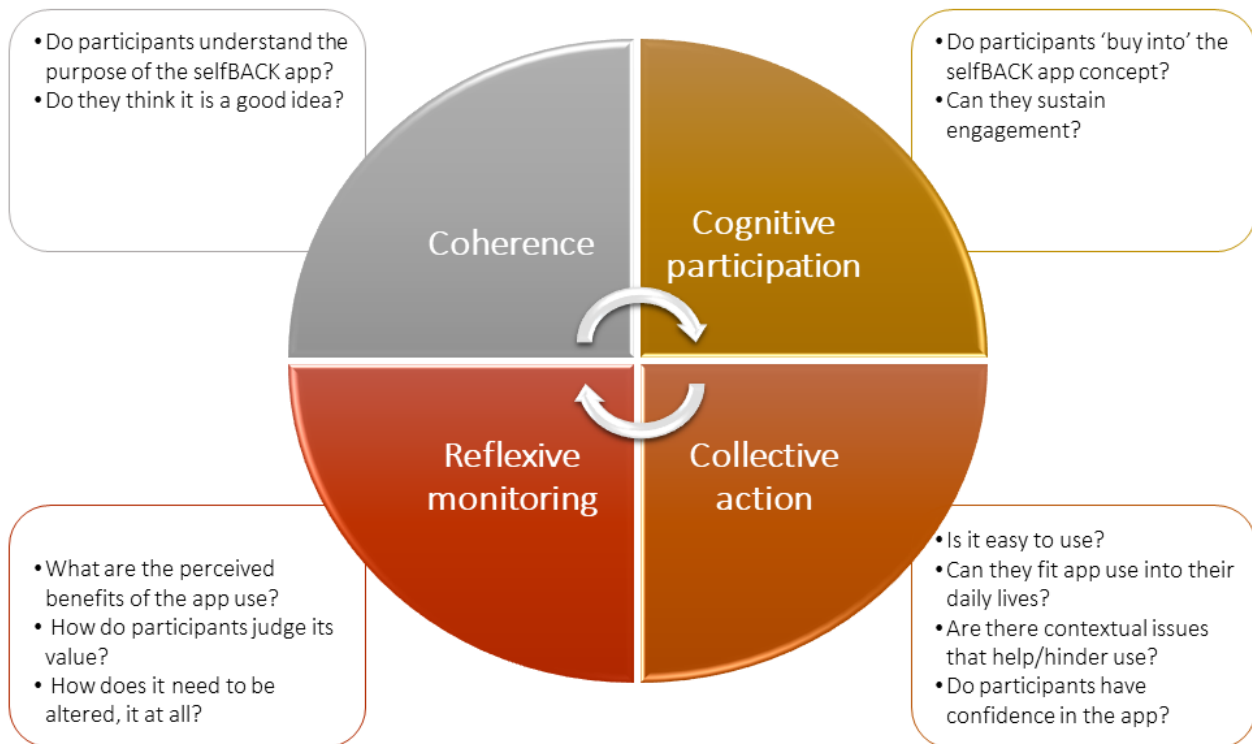 • Do participants understand the
purpose of the selfBACK app?
• Do they think it is a good idea?
• Do participants ‘buy into’ the
selfBACK app concept?
• Can they sustain
engagement?
Coherence
Cognitive
participation
Reflexive
monitoring
Collective
action
• What are the perceived
benefits of the app use?
• How do participants judge its
value?
• How does it need to be
altered, it at all?
• Is it easy to use?
• Can they fit app use into their
daily lives?
• Are there contextual issues
that help/hinder use?
• Do participants have
confidence in the app?